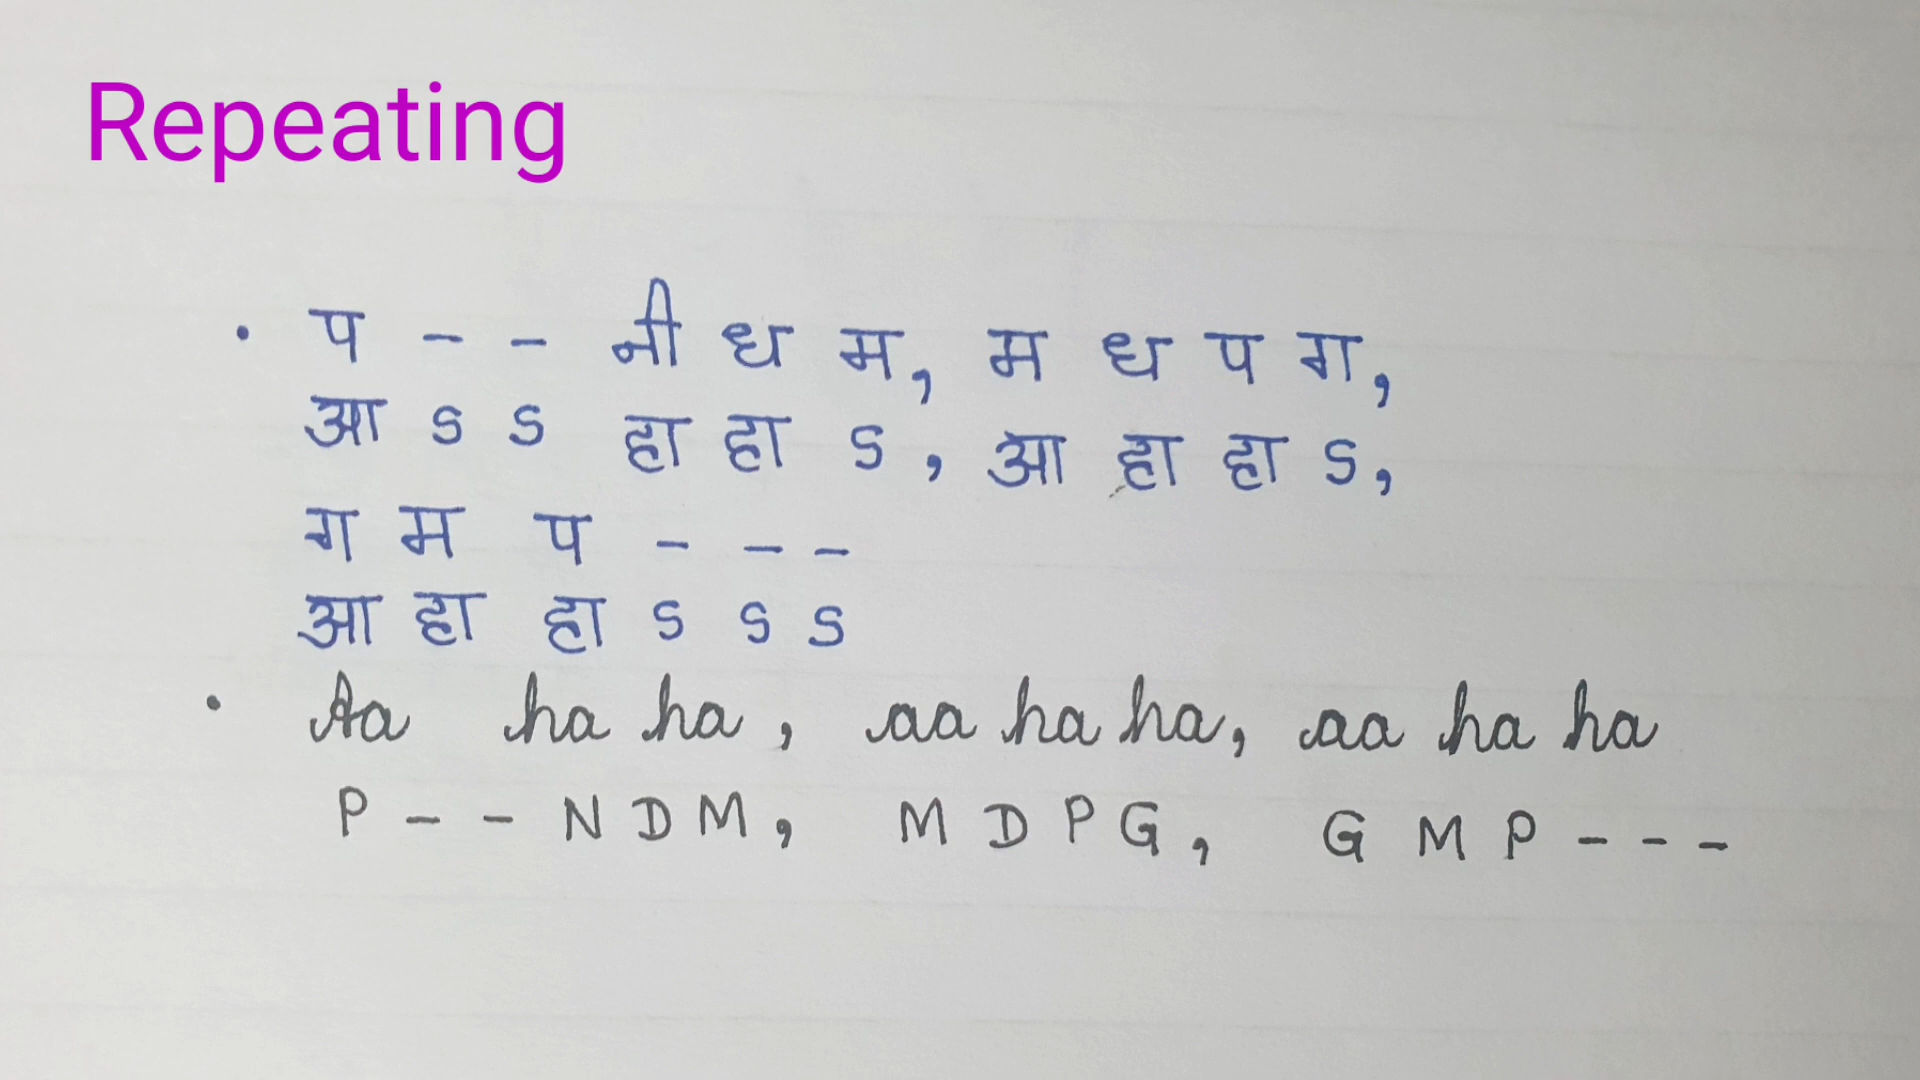 Repeating
• प - - नी ध म, म ध प ग,
आ ऽ ऽ हा हा ऽ, आ हा हा ऽ,
ग म प - - -
आ हा हा ऽ ऽ ऽ
• Aa ha ha, aa ha ha, aa ha ha
P - - N D M, M D P G, G M P - - -